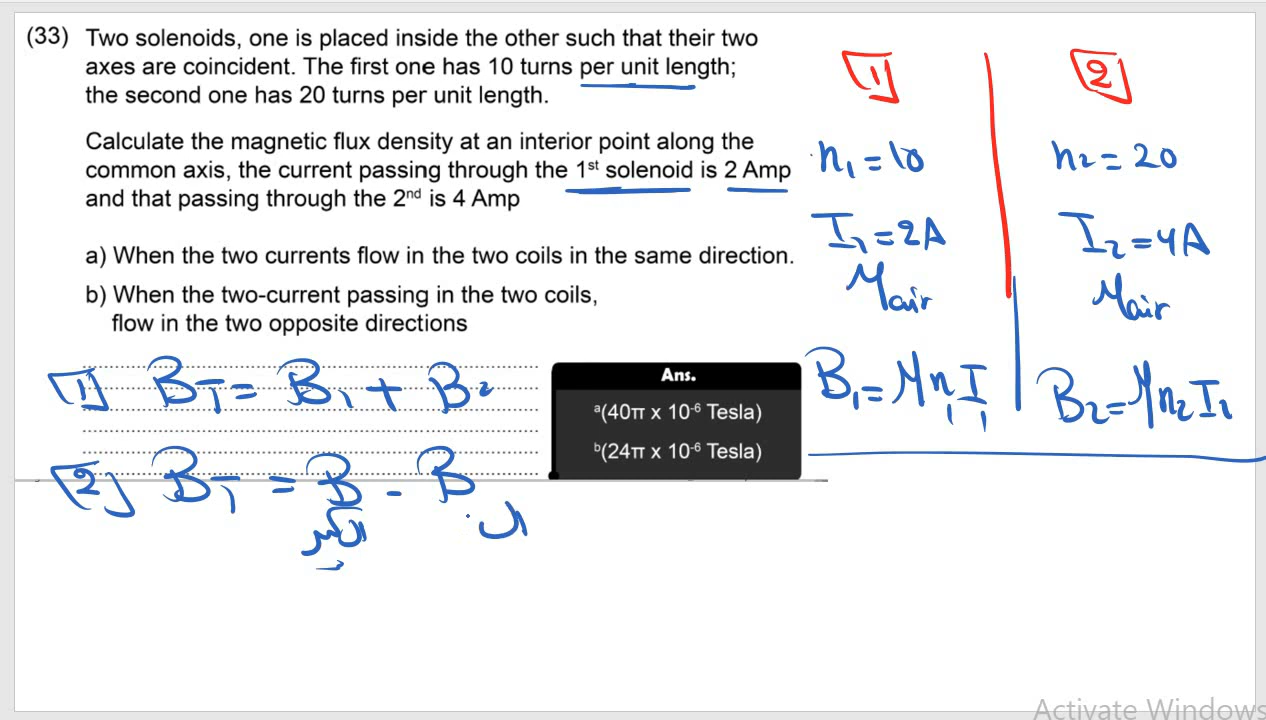 (33) Two solenoids, one is placed inside the other such that their two
axes are coincident. The first one has 10 turns per unit length;
the second one has 20 turns per unit length.
Calculate the magnetic flux density at an interior point along the
common axis, the current passing through the 1st solenoid is 2 Amp
and that passing through the 2nd is 4 Amp
a) When the two currents flow in the two coils in the same direction.
b) When the two-current passing in the two coils,
flow in the two opposite directions
Ans.
a(40π x 10-6 Tesla)
b(24π x 10-6 Tesla)
1
n1 = 10
I1 = 2A
μair
B1 = μn1I1
2
n2 = 20
I2 = 4A
μair
B2 = μn2I2
1] BT = B1 + B2
2] BT = B - B
الكبير
ال
Activate Windows